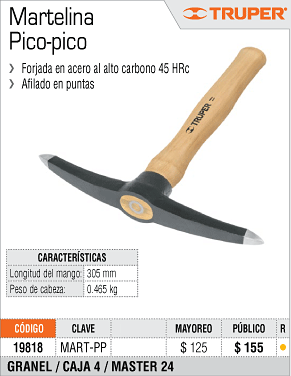 Martelina
TRUPER
Pico-pico
❯ Forjada en acero al alto carbono 45 HRc
❯ Afilado en puntas
TRUPER
CARACTERÍSTICAS
Longitud del mango: 305 mm
Peso de cabeza: 0.465 kg
CÓDIGO CLAVE MAYOREO PÚBLICO R
19818 MART-PP $ 125 $ 155 ●
GRANEL / CAJA 4 / MASTER 24